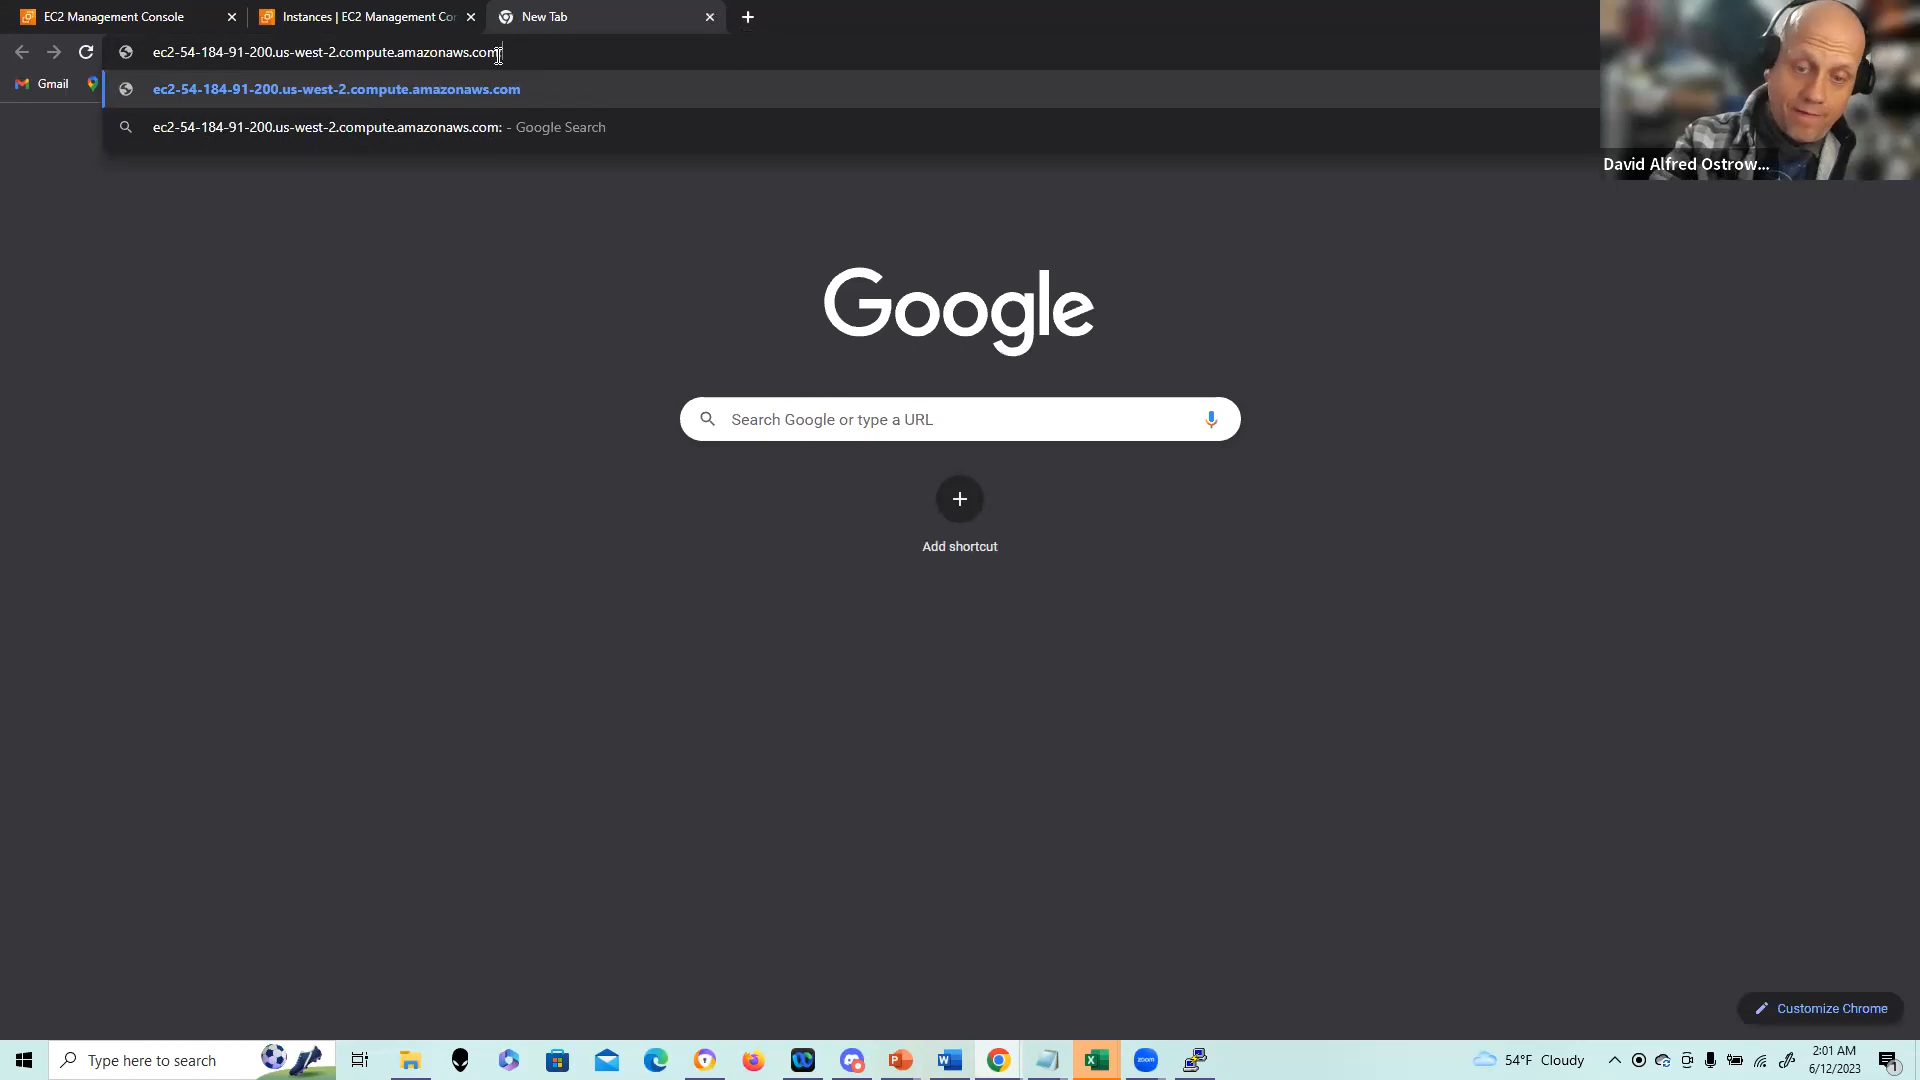 EC2 Management Console
Instances | EC2 Management Co
New Tab
ec2-54-184-91-200.us-west-2.compute.amazonaws.com:
Gmail
ec2-54-184-91-200.us-west-2.compute.amazonaws.com
ec2-54-184-91-200.us-west-2.compute.amazonaws.com: - Google Search
David Alfred Ostrow...
Google
Search Google or type a URL
Add shortcut
Customize Chrome
Type here to search
zoom
54°F Cloudy
2:01 AM
6/12/2023
1